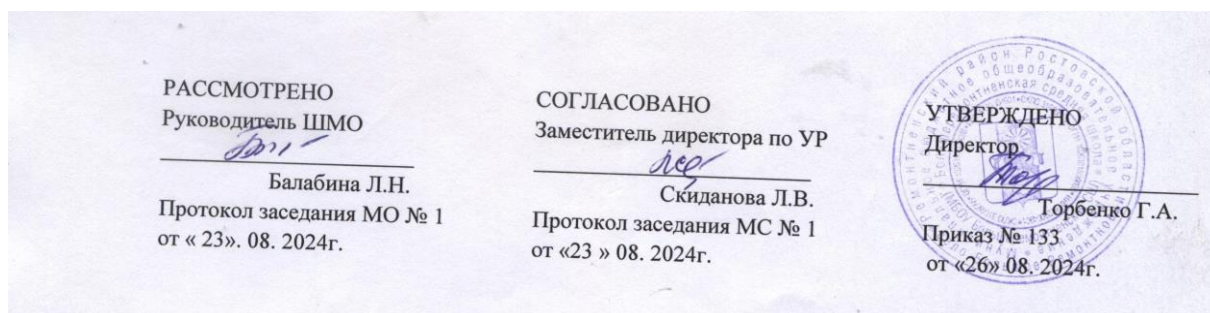 РАССМОТРЕНО
Руководитель ШМО
Балабина Л.Н.
Протокол заседания МО № 1
от « 23». 08. 2024г.
СОГЛАСОВАНО
Заместитель директора по УР
Скиданова Л.В.
Протокол заседания МС № 1
от «23 » 08. 2024г.
УТВЕРЖДЕНО
Директор
Торбенко Г.А.
Приказ № 133
от «26» 08. 2024г.